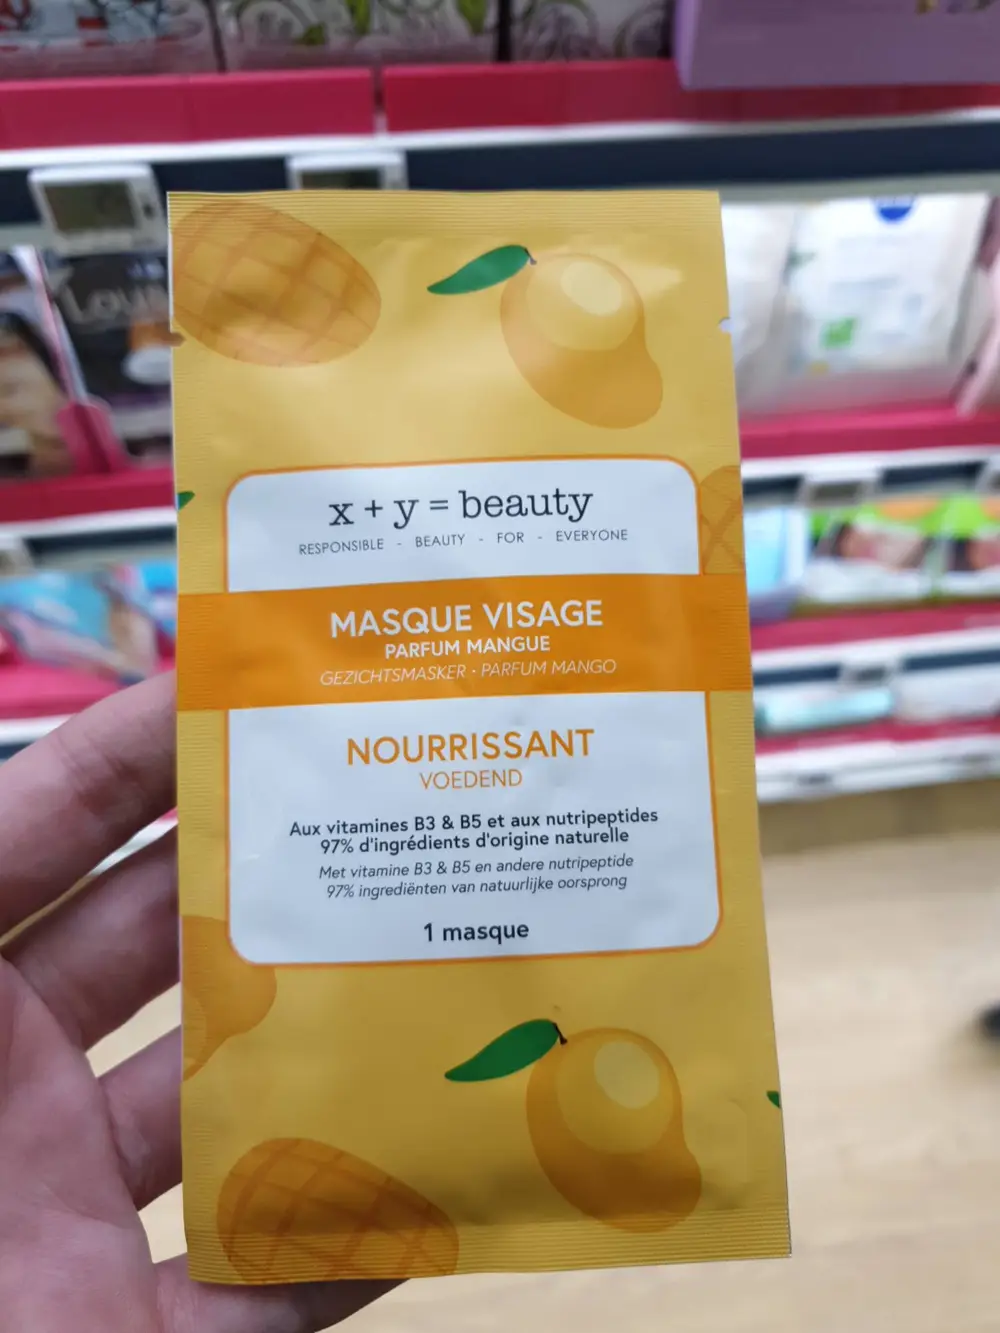 x + y = beauty
RESPONSIBLE - BEAUTY - FOR - EVERYONE
MASQUE VISAGE
PARFUM MANGUE
GEZICHTSMASKER · PARFUM MANGO
NOURRISSANT
VOEDEND
Aux vitamines B3 & B5 et aux nutripeptides
97% d'ingrédients d'origine naturelle
Met vitamine B3 & B5 en andere nutripeptide
97% ingrediënten van natuurlijke oorsprong
1 masque